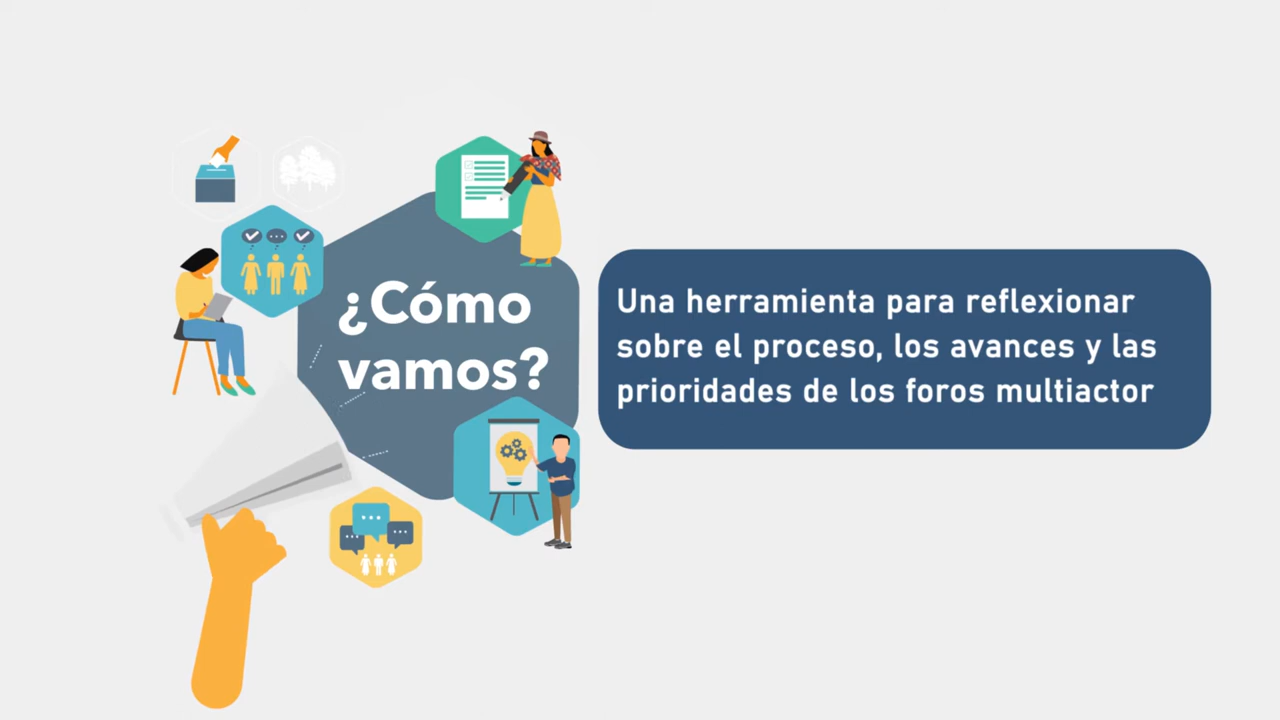 ¿Cómo
vamos?
Una herramienta para reflexionar
sobre el proceso, los avances y las
prioridades de los foros multiactor